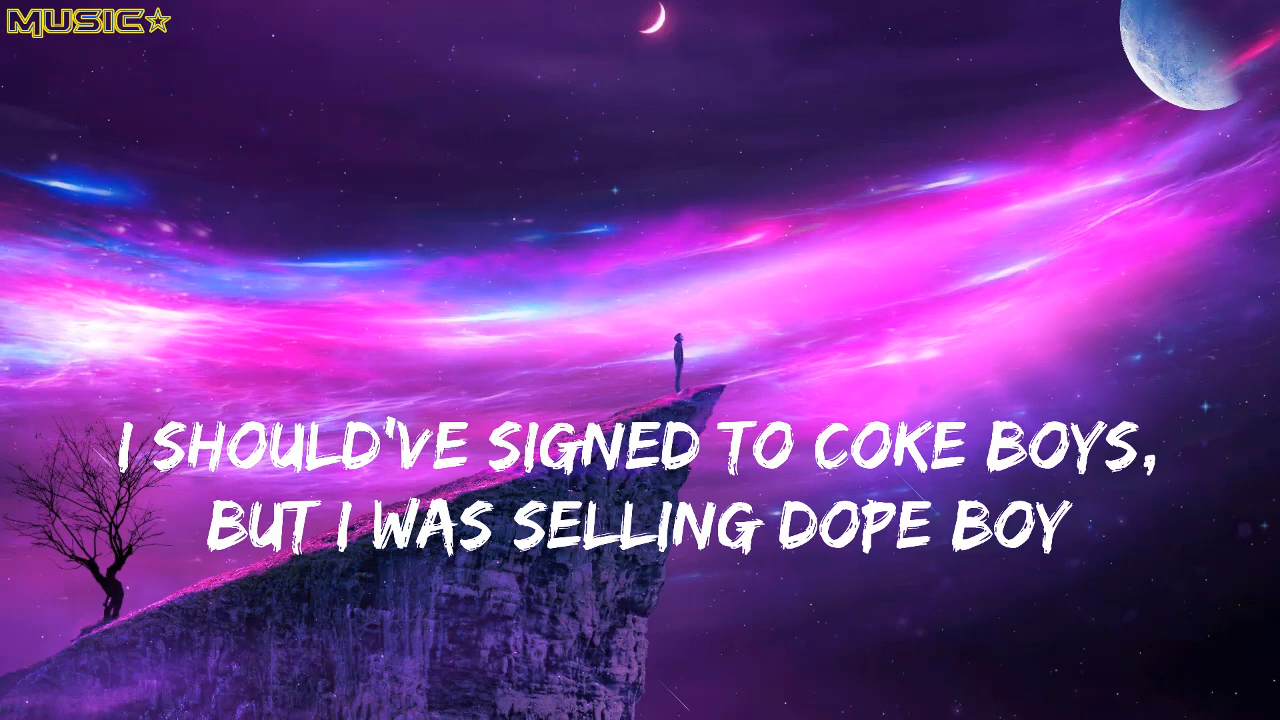 MUSIC☆
I SHOULD'VE SIGNED TO COKE BOYS,
BUT I WAS SELLING DOPE BOY